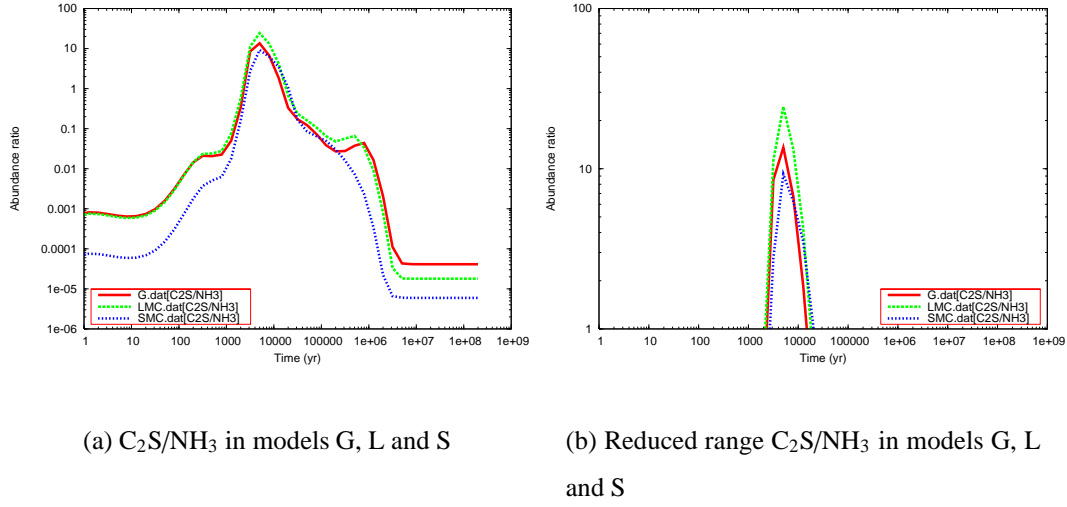 100
10
1
0.1
0.01
0.001
0.0001
1e-05
1e-06
Abundance ratio
G.dat[C2S/NH3]
LMC.dat[C2S/NH3]
SMC.dat[C2S/NH3]
1 10 100 1000 10000 100000 1e+06 1e+07 1e+08 1e+09
Time (yr)
100
10
1
Abundance ratio
G.dat[C2S/NH3]
LMC.dat[C2S/NH3]
SMC.dat[C2S/NH3]
1 10 100 1000 10000 100000 1e+06 1e+07 1e+08 1e+09
Time (yr)
(a) C₂S/NH₃ in models G, L and S
(b) Reduced range C₂S/NH₃ in models G, L
and S